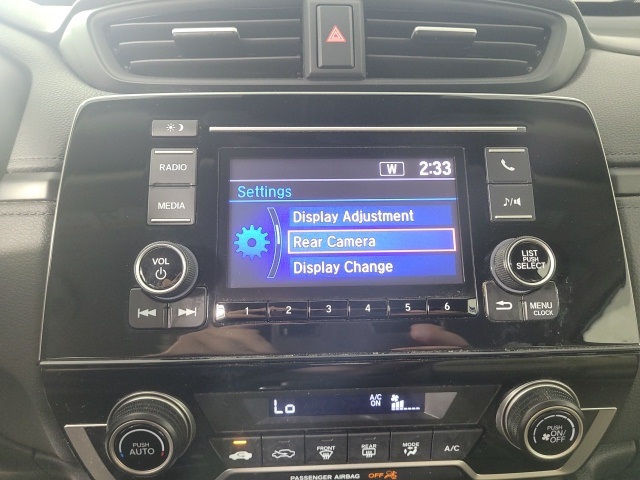 RADIO
MEDIA
VOL
W 2:33
Settings
Display Adjustment
Rear Camera
Display Change
LIST
PUSH
SELECT
1 2 3 4 5 6
MENU
CLOCK
Lo
A/C
ON
PUSH
AUTO
FRONT
REAR
MODE
A/C
PUSH
ON/
OFF
PASSENGER AIRBAG OFF